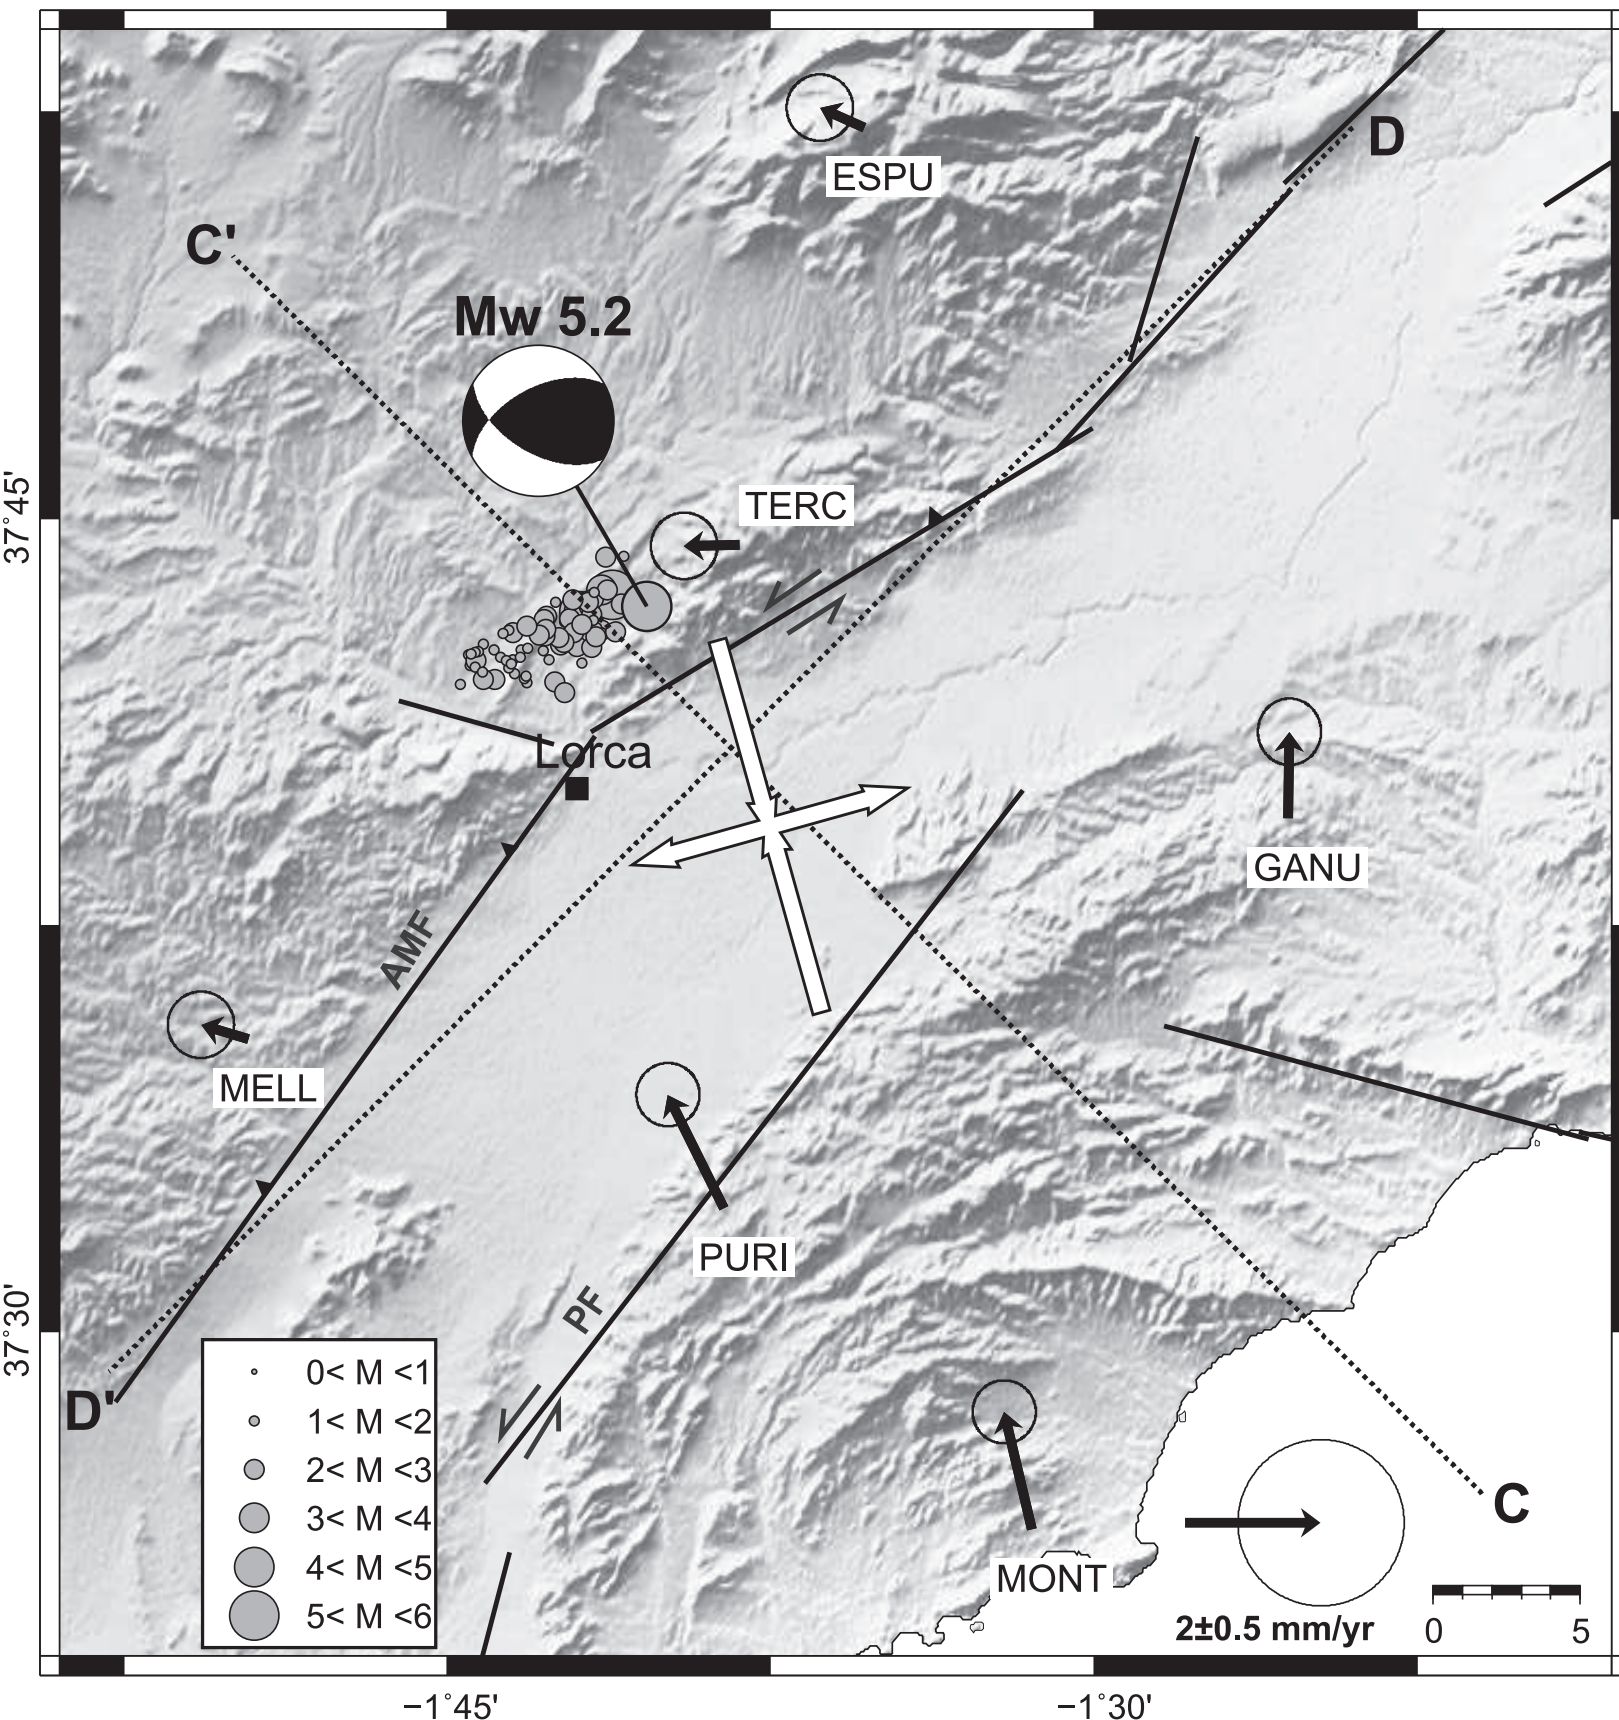 D
ESPU
C'
Mw 5.2
TERC
37°45'
Lorca
GANU
AMF
MELL
PURI
PF
37°30'
D'
0< M <1
1< M <2
2< M <3
3< M <4
4< M <5
5< M <6
C
MONT
2±0.5 mm/yr
0 5
−1°45' −1°30'